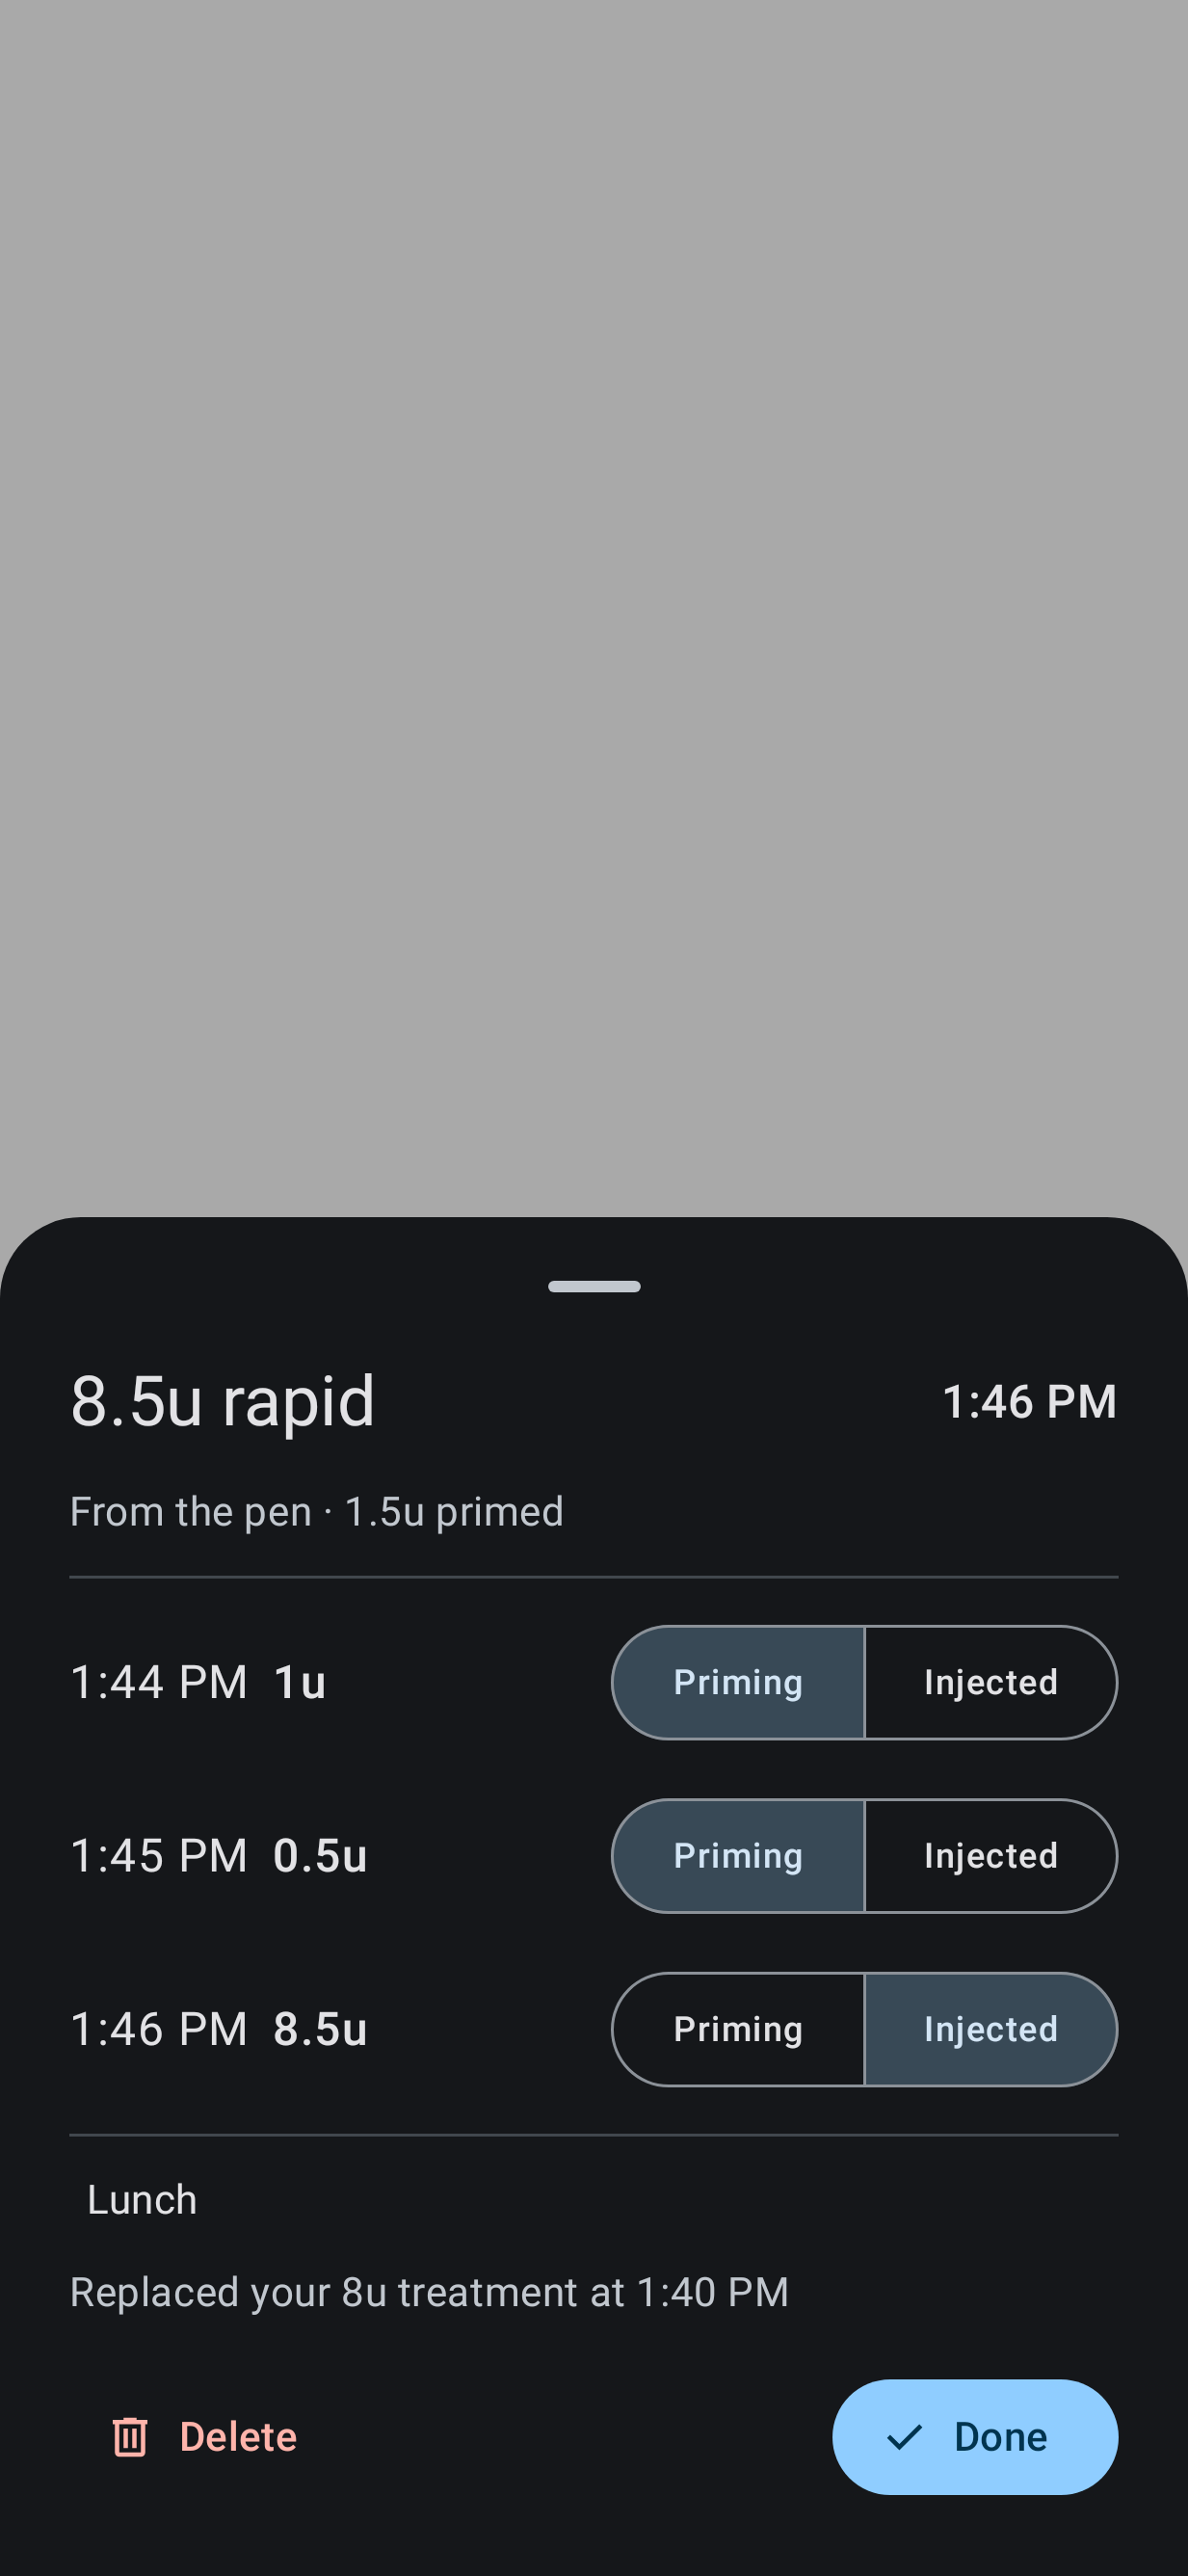 8.5u rapid 1:46 PM
From the pen · 1.5u primed
1:44 PM 1u Priming Injected
1:45 PM 0.5u Priming Injected
1:46 PM 8.5u Priming Injected
Lunch
Replaced your 8u treatment at 1:40 PM
Delete Done